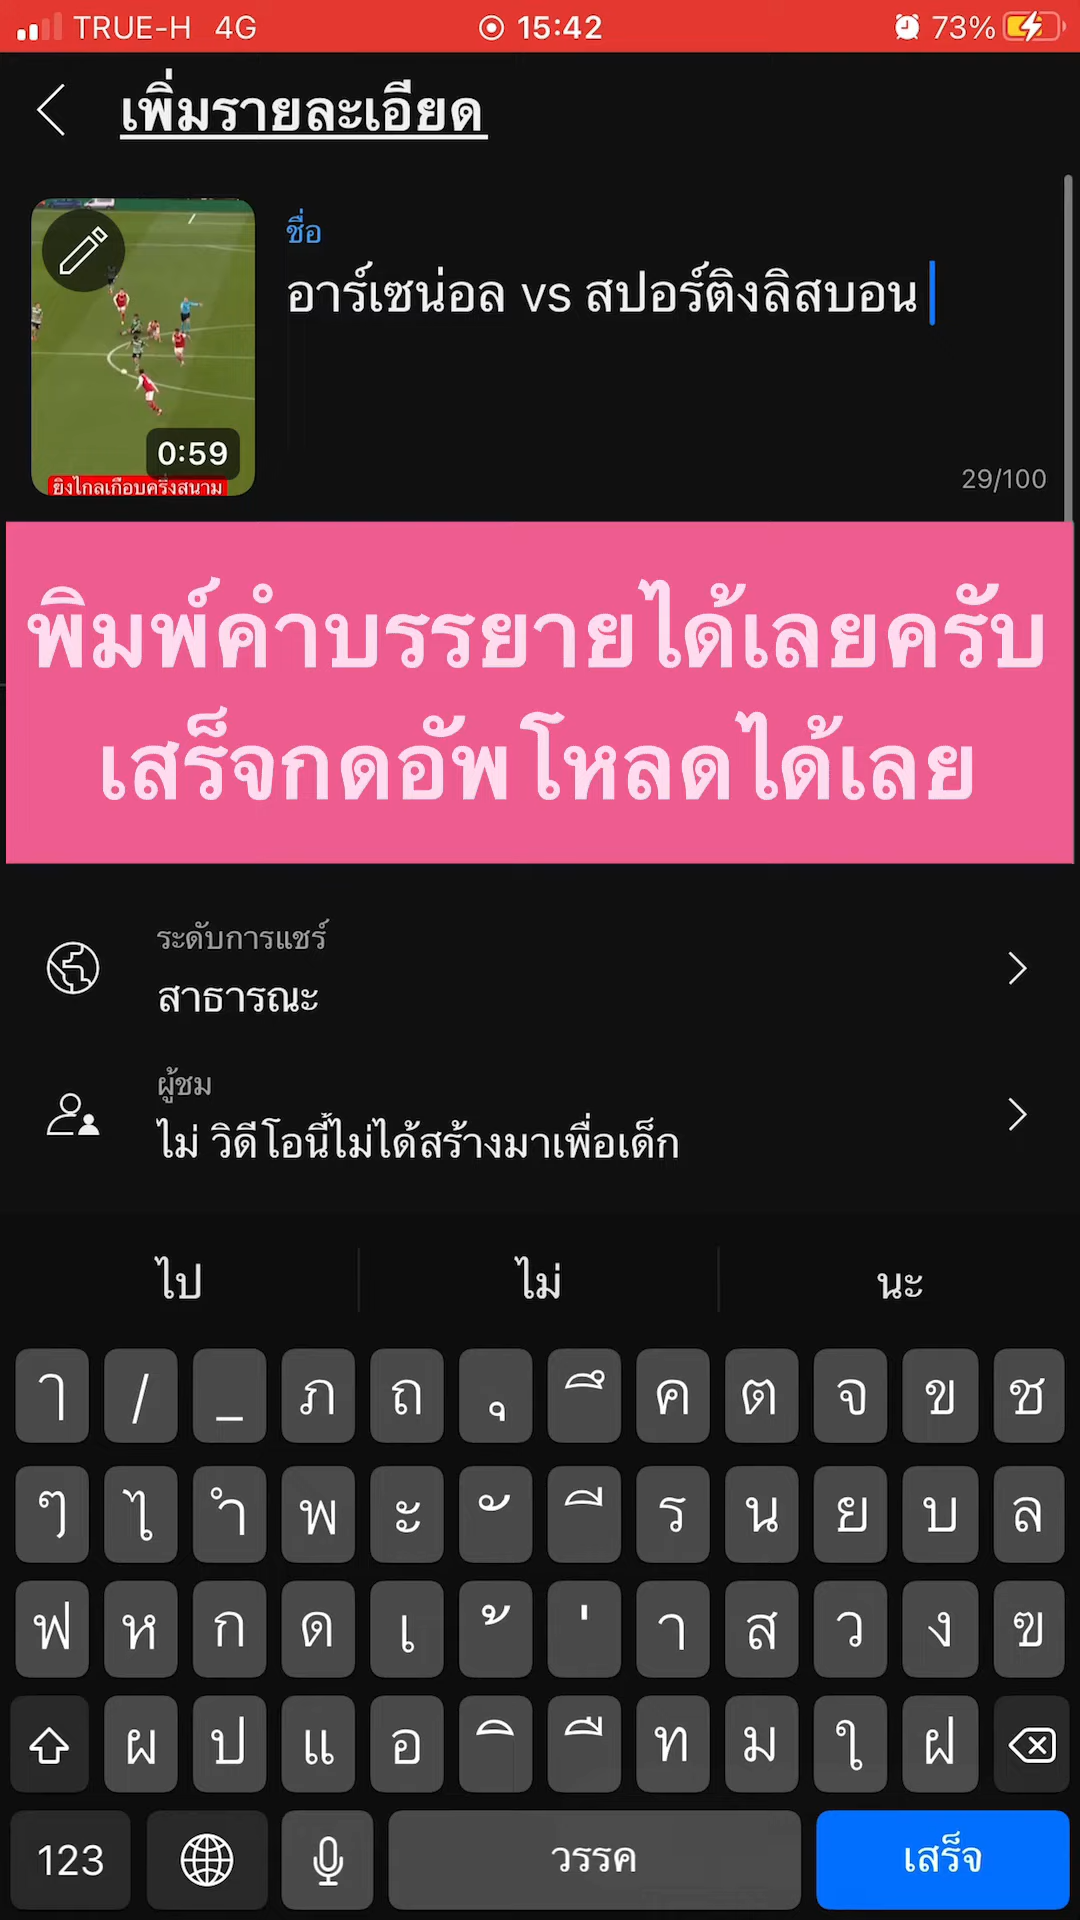 TRUE-H 4G 15:42 73%
เพิ่มรายละเอียด
ชื่อ
อาร์เซน่อล vs สปอร์ติงลิสบอน
0:59
ยิงไกลเกือบครึ่งสนาม
29/100
พิมพ์คำบรรยายได้เลยครับ
เสร็จกดอัพโหลดได้เลย
ระดับการแชร์
สาธารณะ
ผู้ชม
ไม่ วิดีโอนี้ไม่ได้สร้างมาเพื่อเด็ก
ไป ไม่ นะ
ๅ / _ ภ ถ ุ ึ ค ต จ ข ช
ๆ ไ ำ พ ะ ั ี ร น ย บ ล
ฟ ห ก ด เ ้ ่ า ส ว ง ฃ
ผ ป แ อ ิ ื ท ม ใ ฝ
123 วรรค เสร็จ